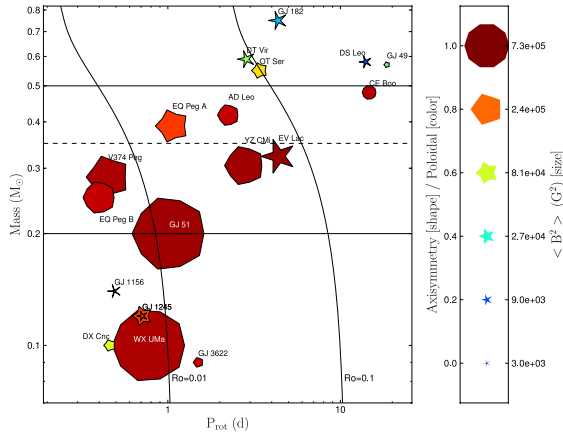 0.8
0.7
0.6
0.5
0.4
0.3
0.2
0.1
Mass (M⊙)
GJ 182
DT Vir
OT Ser
DS Leo
GJ 49
CE Boo
AD Leo
EQ Peg A
YZ CMi
EV Lac
V374 Peg
EQ Peg B
GJ 51
GJ 1156
GJ 1245
DX Cnc
WX UMa
GJ 3622
Ro=0.01
Ro=0.1
1
10
P_rot (d)
Axisymmetry [shape] / Poloidal [color]
1.0
0.8
0.6
0.4
0.2
0.0
7.3e+05
2.4e+05
8.1e+04
2.7e+04
9.0e+03
3.0e+03
< B² > (G²) [size]